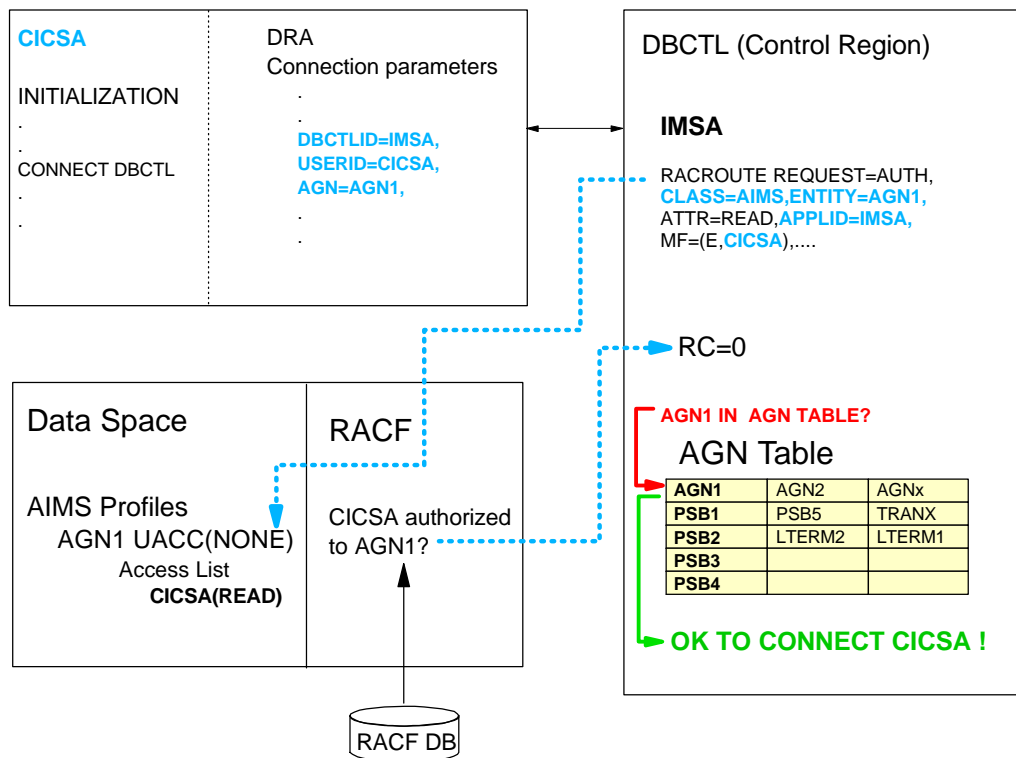 CICSA
INITIALIZATION
.
.
CONNECT DBCTL
.
.
DRA
Connection parameters
.
.
DBCTLID=IMSA,
USERID=CICSA,
AGN=AGN1,
.
.
DBCTL (Control Region)
IMSA
RACROUTE REQUEST=AUTH,
CLASS=AIMS,ENTITY=AGN1,
ATTR=READ,APPLID=IMSA,
MF=(E,CICSA),....
RC=0
AGN1 IN AGN TABLE?
AGN Table
AGN1 AGN2 AGNx
PSB1 PSB5 TRANX
PSB2 LTERM2 LTERM1
PSB3
PSB4
OK TO CONNECT CICSA !
Data Space
AIMS Profiles
AGN1 UACC(NONE)
Access List
CICSA(READ)
RACF
CICSA authorized
to AGN1?
RACF DB